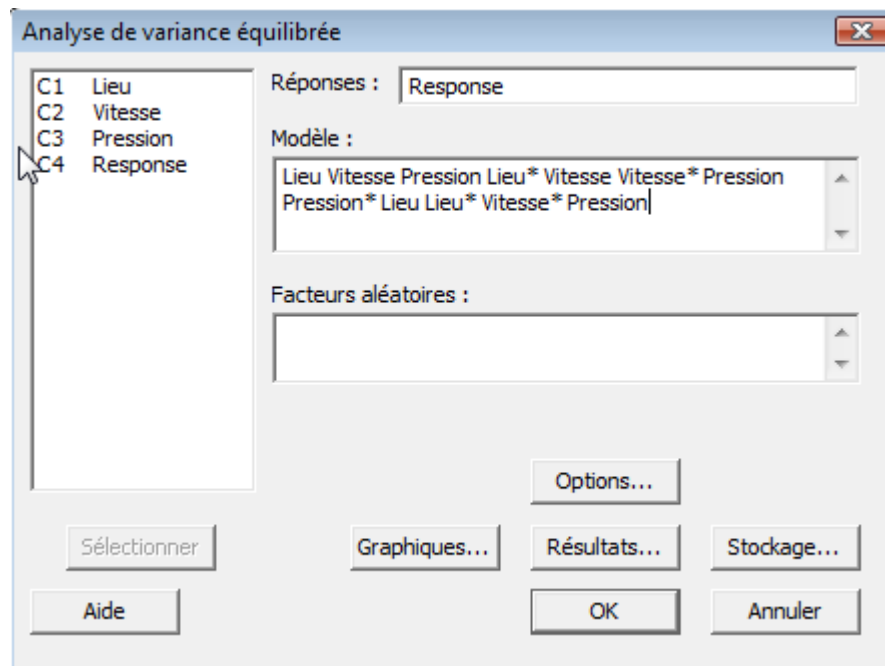 Analyse de variance équilibrée
C1 Lieu
C2 Vitesse
C3 Pression
C4 Response
Réponses :
Response
Modèle :
Lieu Vitesse Pression Lieu* Vitesse Vitesse* Pression
Pression* Lieu Lieu* Vitesse* Pression
Facteurs aléatoires :
Options...
Sélectionner
Graphiques...
Résultats...
Stockage...
Aide
OK
Annuler